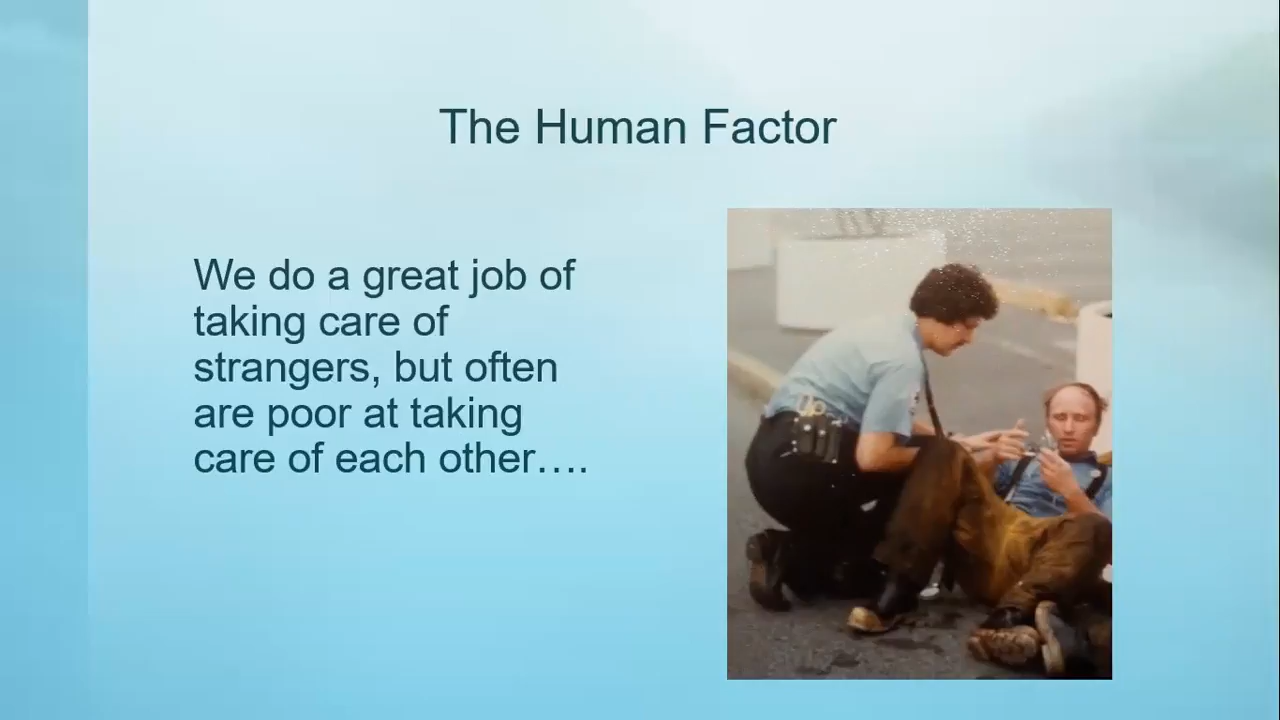 The Human Factor
We do a great job of
taking care of
strangers, but often
are poor at taking
care of each other….